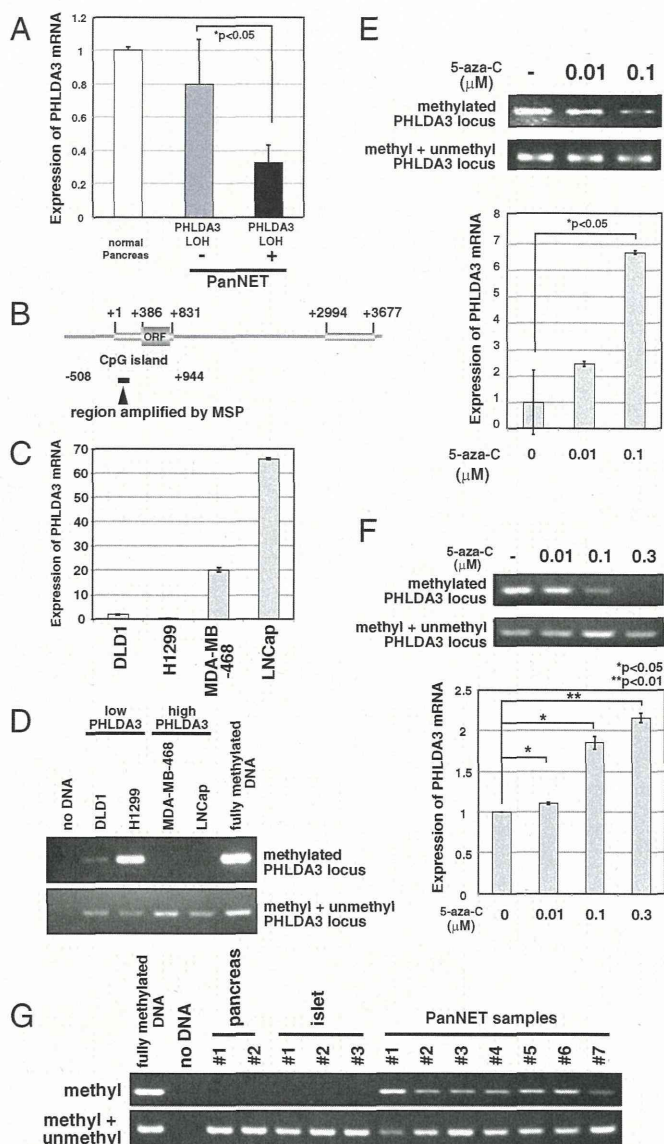 A
Expression of PHLDA3 mRNA
1.2
1
0.8
0.6
0.4
0.2
0
*p<0.05
normal Pancreas
PHLDA3 LOH -
PHLDA3 LOH +
PanNET
B
+1 +386 +831 +2994 +3677
ORF
CpG island
-508 +944
region amplified by MSP
C
Expression of PHLDA3 mRNA
70
60
50
40
30
20
10
0
DLD1
H1299
MDA-MB-468
LNCap
D
low PHLDA3
high PHLDA3
no DNA
DLD1
H1299
MDA-MB-468
LNCap
fully methylated DNA
methylated PHLDA3 locus
methyl + unmethyl PHLDA3 locus
E
5-aza-C (μM)
- 0.01 0.1
methylated PHLDA3 locus
methyl + unmethyl PHLDA3 locus
Expression of PHLDA3 mRNA
8
7
6
5
4
3
2
1
0
*p<0.05
5-aza-C (μM)
0 0.01 0.1
F
5-aza-C (μM)
- 0.01 0.1 0.3
methylated PHLDA3 locus
methyl + unmethyl PHLDA3 locus
*p<0.05
**p<0.01
Expression of PHLDA3 mRNA
2.5
2
1.5
1
0.5
0
*
*
**
5-aza-C (μM)
0 0.01 0.1 0.3
G
fully methylated DNA
no DNA
pancreas
#1 #2
islet
#1 #2 #3
PanNET samples
#1 #2 #3 #4 #5 #6 #7
methyl
methyl + unmethyl